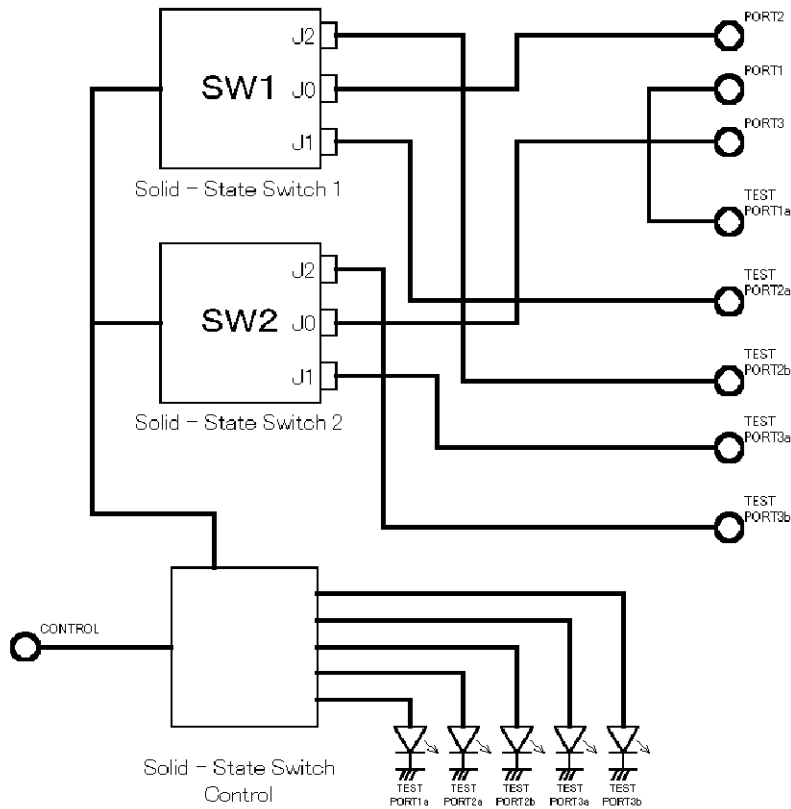 J2
SW1
J0
J1
Solid - State Switch 1
J2
SW2
J0
J1
Solid - State Switch 2
PORT2
PORT1
PORT3
TEST
PORT1a
TEST
PORT2a
TEST
PORT2b
TEST
PORT3a
TEST
PORT3b
CONTROL
Solid - State Switch
Control
TEST
PORT1a
TEST
PORT2a
TEST
PORT2b
TEST
PORT3a
TEST
PORT3b